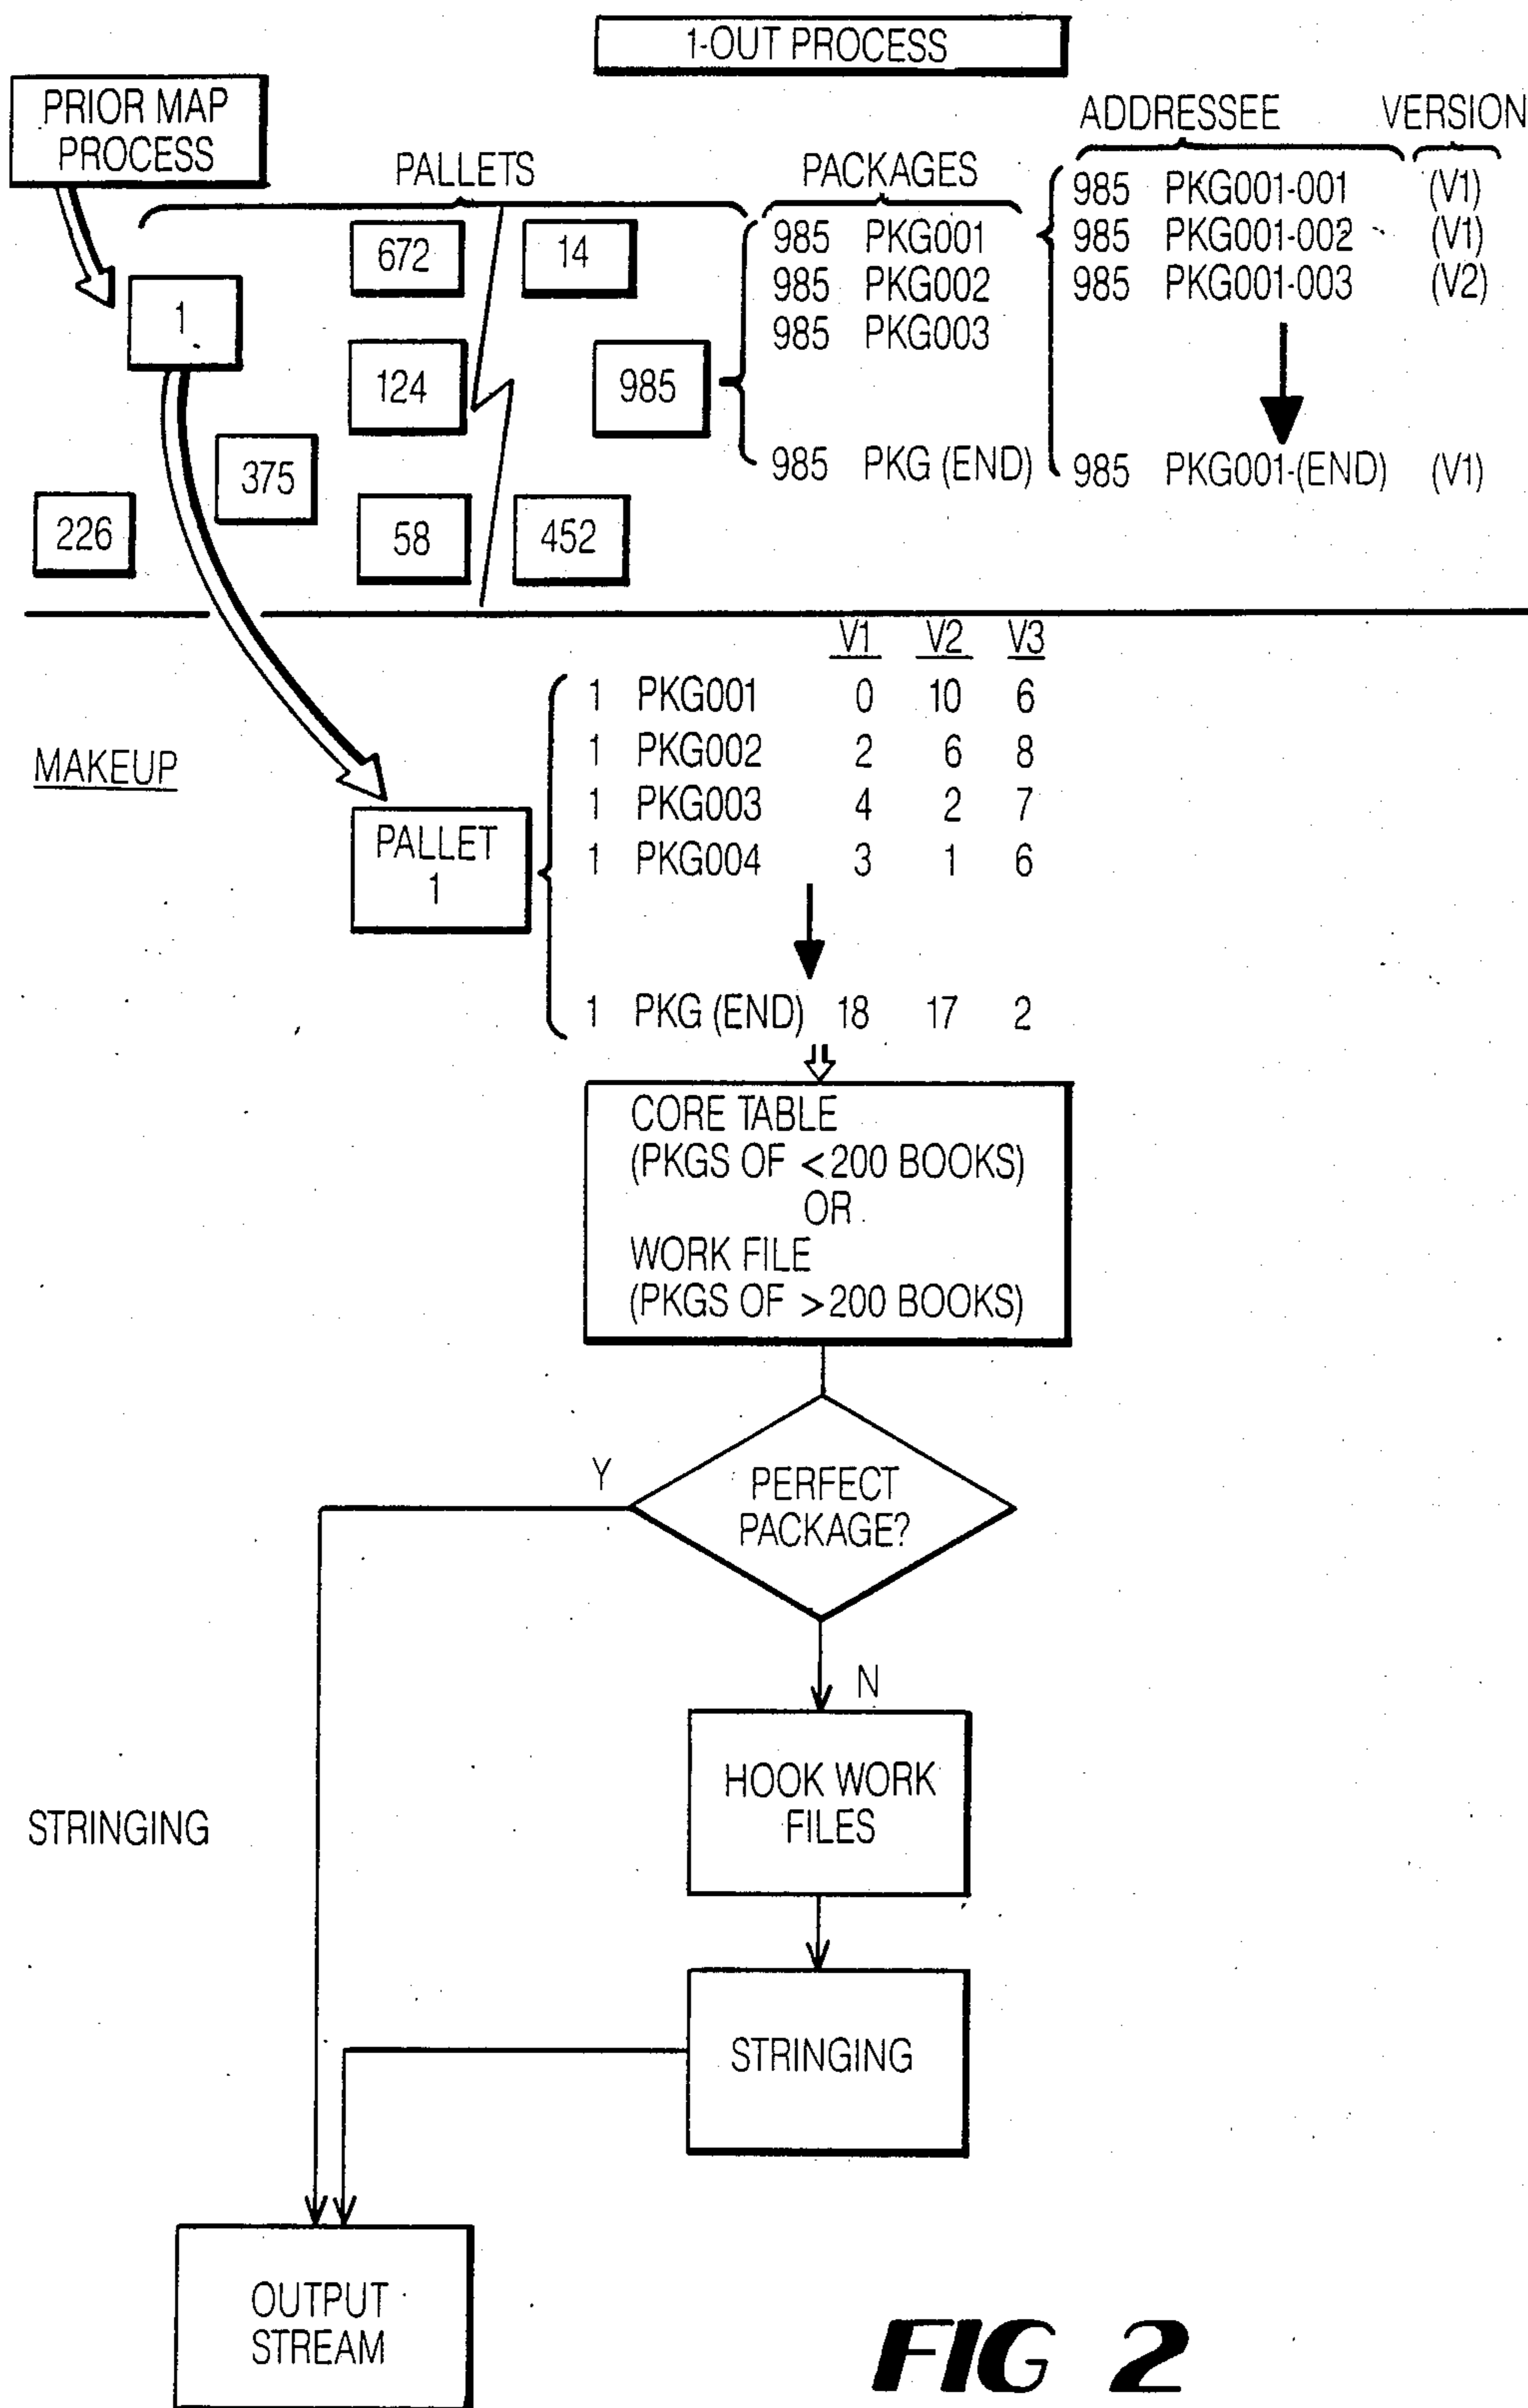 1-OUT PROCESS
PRIOR MAP
PROCESS
ADDRESSEE VERSION
PALLETS PACKAGES
985 PKG001-001 (V1)
672 14 985 PKG001 985 PKG001-002 (V1)
985 PKG002 985 PKG001-003 (V2)
1 985 PKG003
124 985
375 985 PKG (END) 985 PKG001-(END) (V1)
226 58 452
V1 V2 V3
1 PKG001 0 10 6
MAKEUP
1 PKG002 2 6 8
1 PKG003 4 2 7
PALLET
1
1 PKG004 3 1 6
1 PKG (END) 18 17 2
CORE TABLE
(PKGS OF <200 BOOKS)
OR
WORK FILE
(PKGS OF >200 BOOKS)
Y
PERFECT
PACKAGE?
N
HOOK WORK
FILES
STRINGING
STRINGING
OUTPUT
STREAM
FIG 2